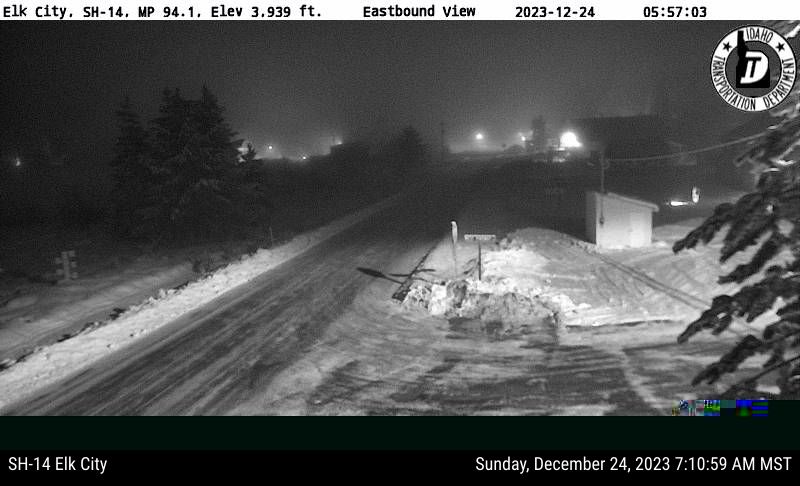 Elk City, SH-14, MP 94.1, Elev 3,939 ft. Eastbound View 2023-12-24 05:57:03
IDAHO
TRANSPORTATION DEPARTMENT
SH-14 Elk City
Sunday, December 24, 2023 7:10:59 AM MST